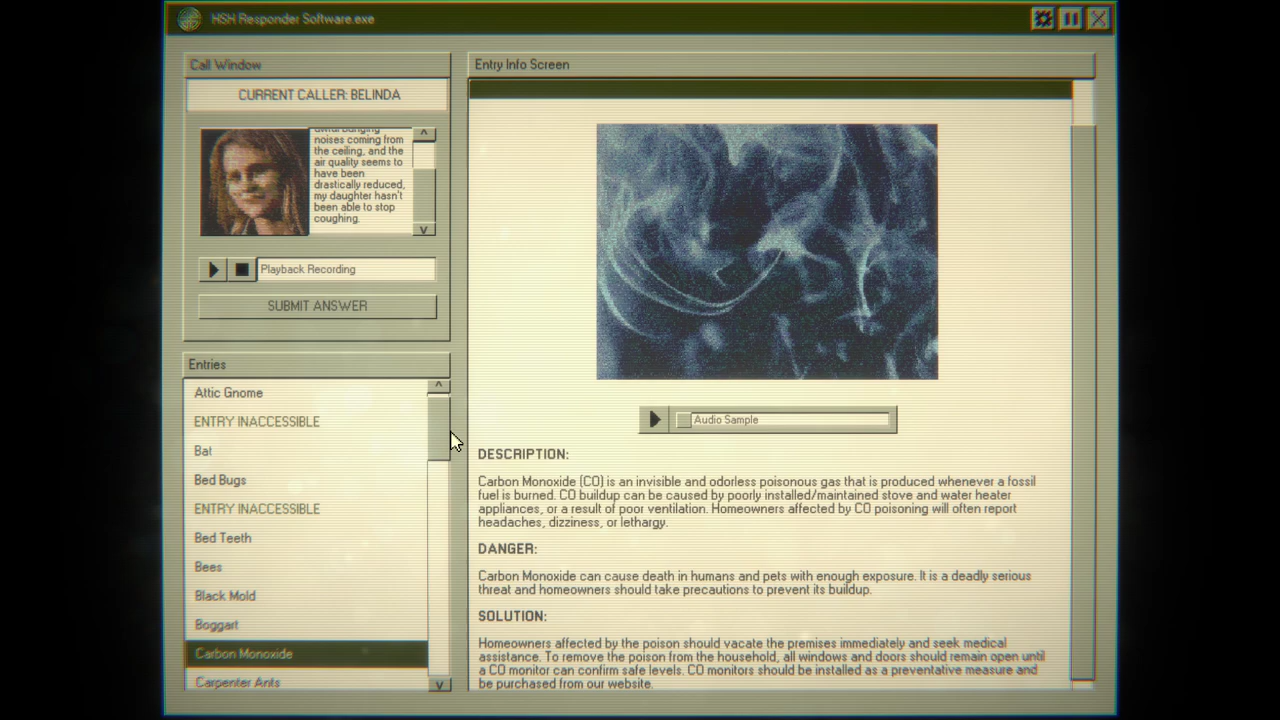 HSH Responder Software.exe
Call Window
CURRENT CALLER: BELINDA
awful banging
noises coming from
the ceiling, and the
air quality seems to
have been
drastically reduced,
my daughter hasn't
been able to stop
coughing.
Playback Recording
SUBMIT ANSWER
Entries
Attic Gnome
ENTRY INACCESSIBLE
Bat
Bed Bugs
ENTRY INACCESSIBLE
Bed Teeth
Bees
Black Mold
Boggart
Carbon Monoxide
Carpenter Ants
Entry Info Screen
Audio Sample
DESCRIPTION:
Carbon Monoxide (CO) is an invisible and odorless poisonous gas that is produced whenever a fossil
fuel is burned. CO buildup can be caused by poorly installed/maintained stove and water heater
appliances, or a result of poor ventilation. Homeowners affected by CO poisoning will often report
headaches, dizziness, or lethargy.
DANGER:
Carbon Monoxide can cause death in humans and pets with enough exposure. It is a deadly serious
threat and homeowners should take precautions to prevent its buildup.
SOLUTION:
Homeowners affected by the poison should vacate the premises immediately and seek medical
assistance. To remove the poison from the household, all windows and doors should remain open until
a CO monitor can confirm safe levels. CO monitors should be installed as a preventative measure and
be purchased from our website.